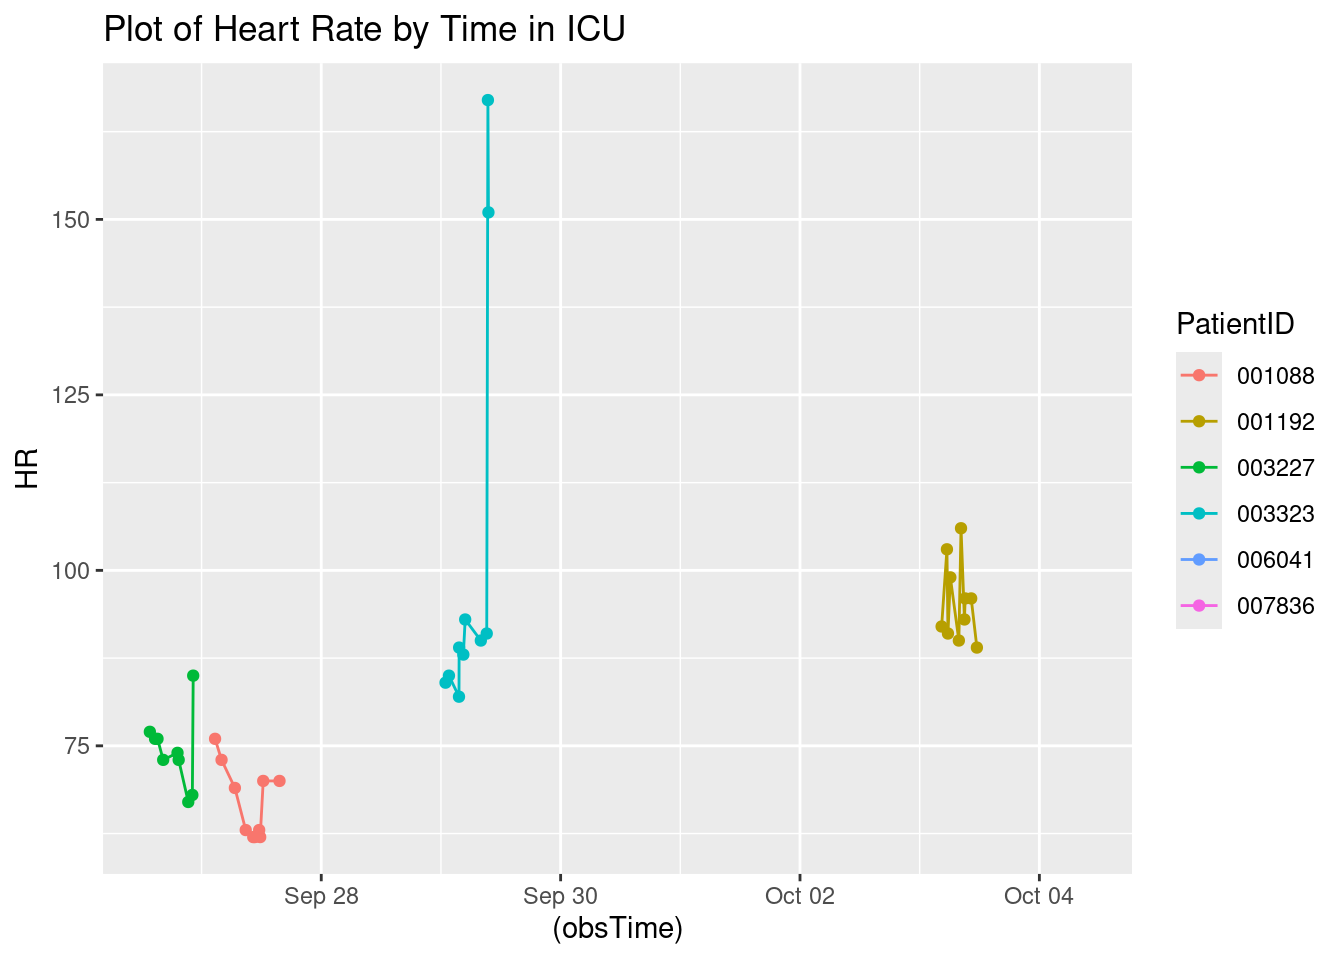 Plot of Heart Rate by Time in ICU
150
125
100
75
HR
Sep 28
Sep 30
Oct 02
Oct 04
(obsTime)
PatientID
001088
001192
003227
003323
006041
007836